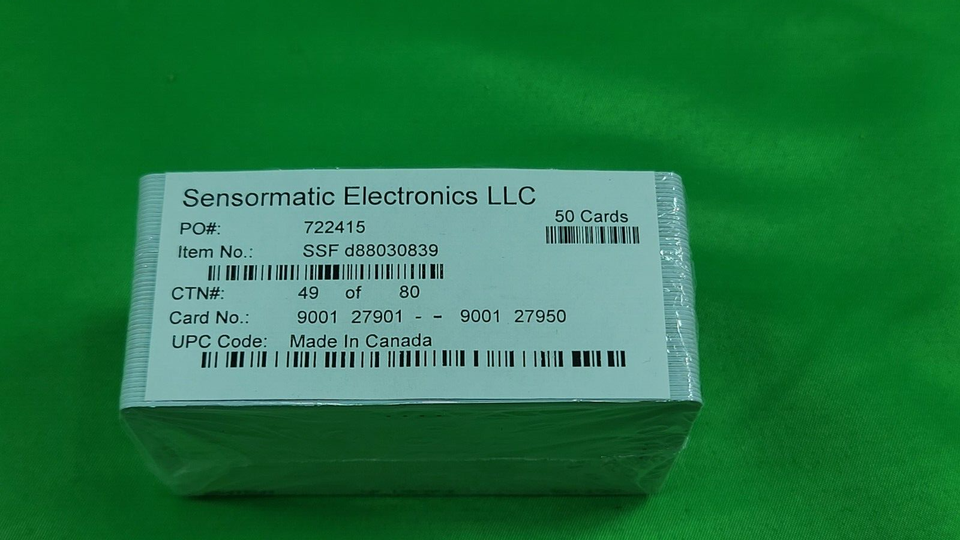 Sensormatic Electronics LLC
50 Cards
PO#: 722415
Item No.: SSF d88030839
CTN#: 49 of 80
Card No.: 9001 27901 - - 9001 27950
UPC Code: Made In Canada